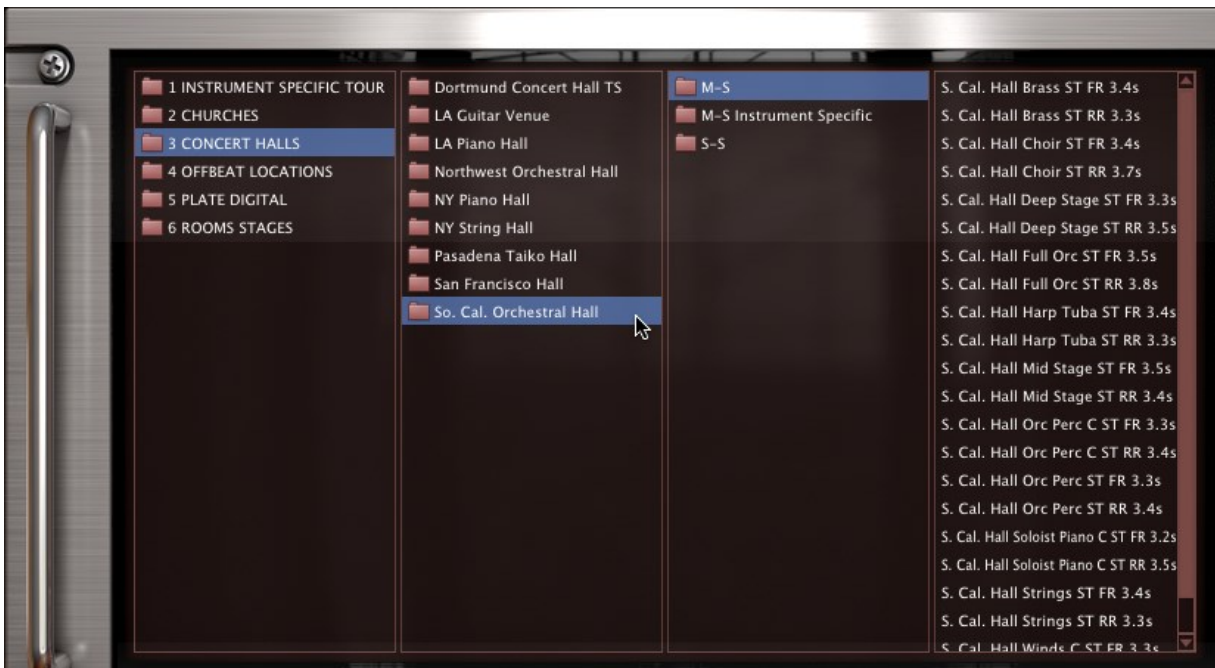 1 INSTRUMENT SPECIFIC TOUR
2 CHURCHES
3 CONCERT HALLS
4 OFFBEAT LOCATIONS
5 PLATE DIGITAL
6 ROOMS STAGES
Dortmund Concert Hall TS
LA Guitar Venue
LA Piano Hall
Northwest Orchestral Hall
NY Piano Hall
NY String Hall
Pasadena Taiko Hall
San Francisco Hall
So. Cal. Orchestral Hall
M-S
M-S Instrument Specific
S-S
S. Cal. Hall Brass ST FR 3.4s
S. Cal. Hall Brass ST RR 3.3s
S. Cal. Hall Choir ST FR 3.4s
S. Cal. Hall Choir ST RR 3.7s
S. Cal. Hall Deep Stage ST FR 3.3s
S. Cal. Hall Deep Stage ST RR 3.5s
S. Cal. Hall Full Orc ST FR 3.5s
S. Cal. Hall Full Orc ST RR 3.8s
S. Cal. Hall Harp Tuba ST FR 3.4s
S. Cal. Hall Harp Tuba ST RR 3.3s
S. Cal. Hall Mid Stage ST FR 3.5s
S. Cal. Hall Mid Stage ST RR 3.4s
S. Cal. Hall Orc Perc C ST FR 3.3s
S. Cal. Hall Orc Perc C ST RR 3.4s
S. Cal. Hall Orc Perc ST FR 3.3s
S. Cal. Hall Orc Perc ST RR 3.4s
S. Cal. Hall Soloist Piano C ST FR 3.2s
S. Cal. Hall Soloist Piano C ST RR 3.5s
S. Cal. Hall Strings ST FR 3.4s
S. Cal. Hall Strings ST RR 3.3s
S. Cal. Hall Winds C ST FR 3.3s